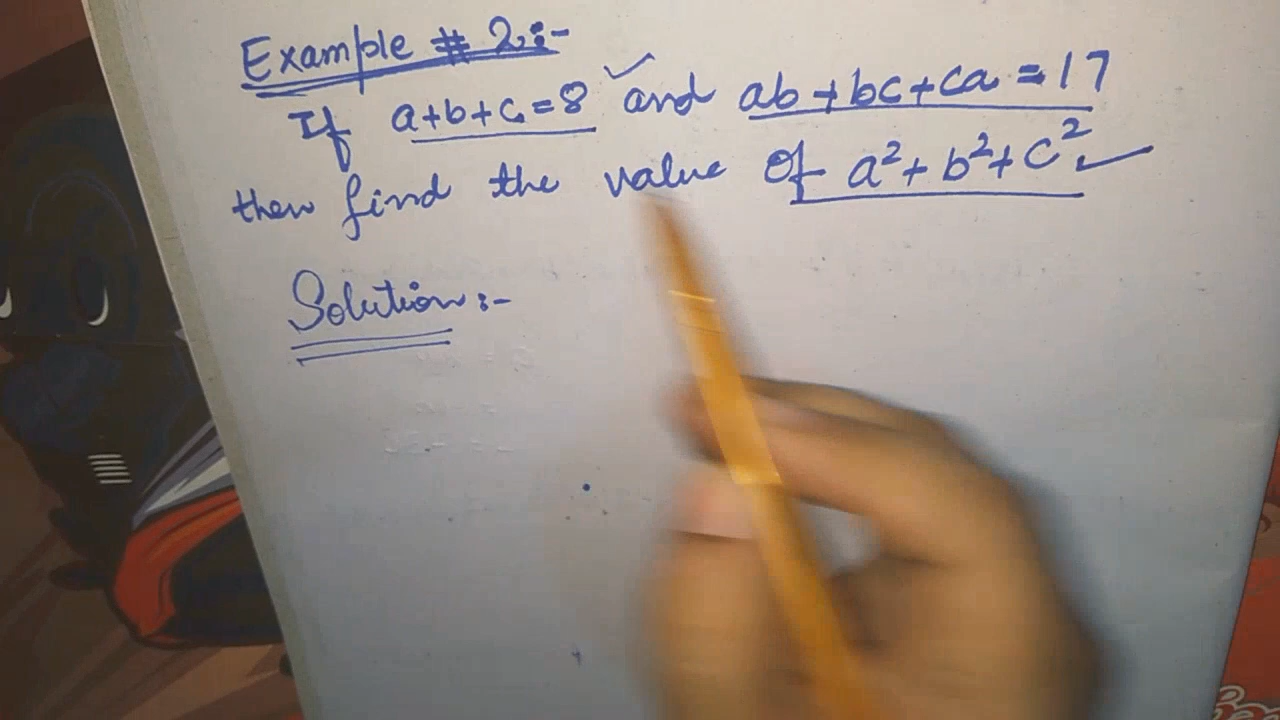 Example # 2:-
If a+b+c=8 and ab+bc+ca=17
then find the value of a²+b²+c².
Solution:-